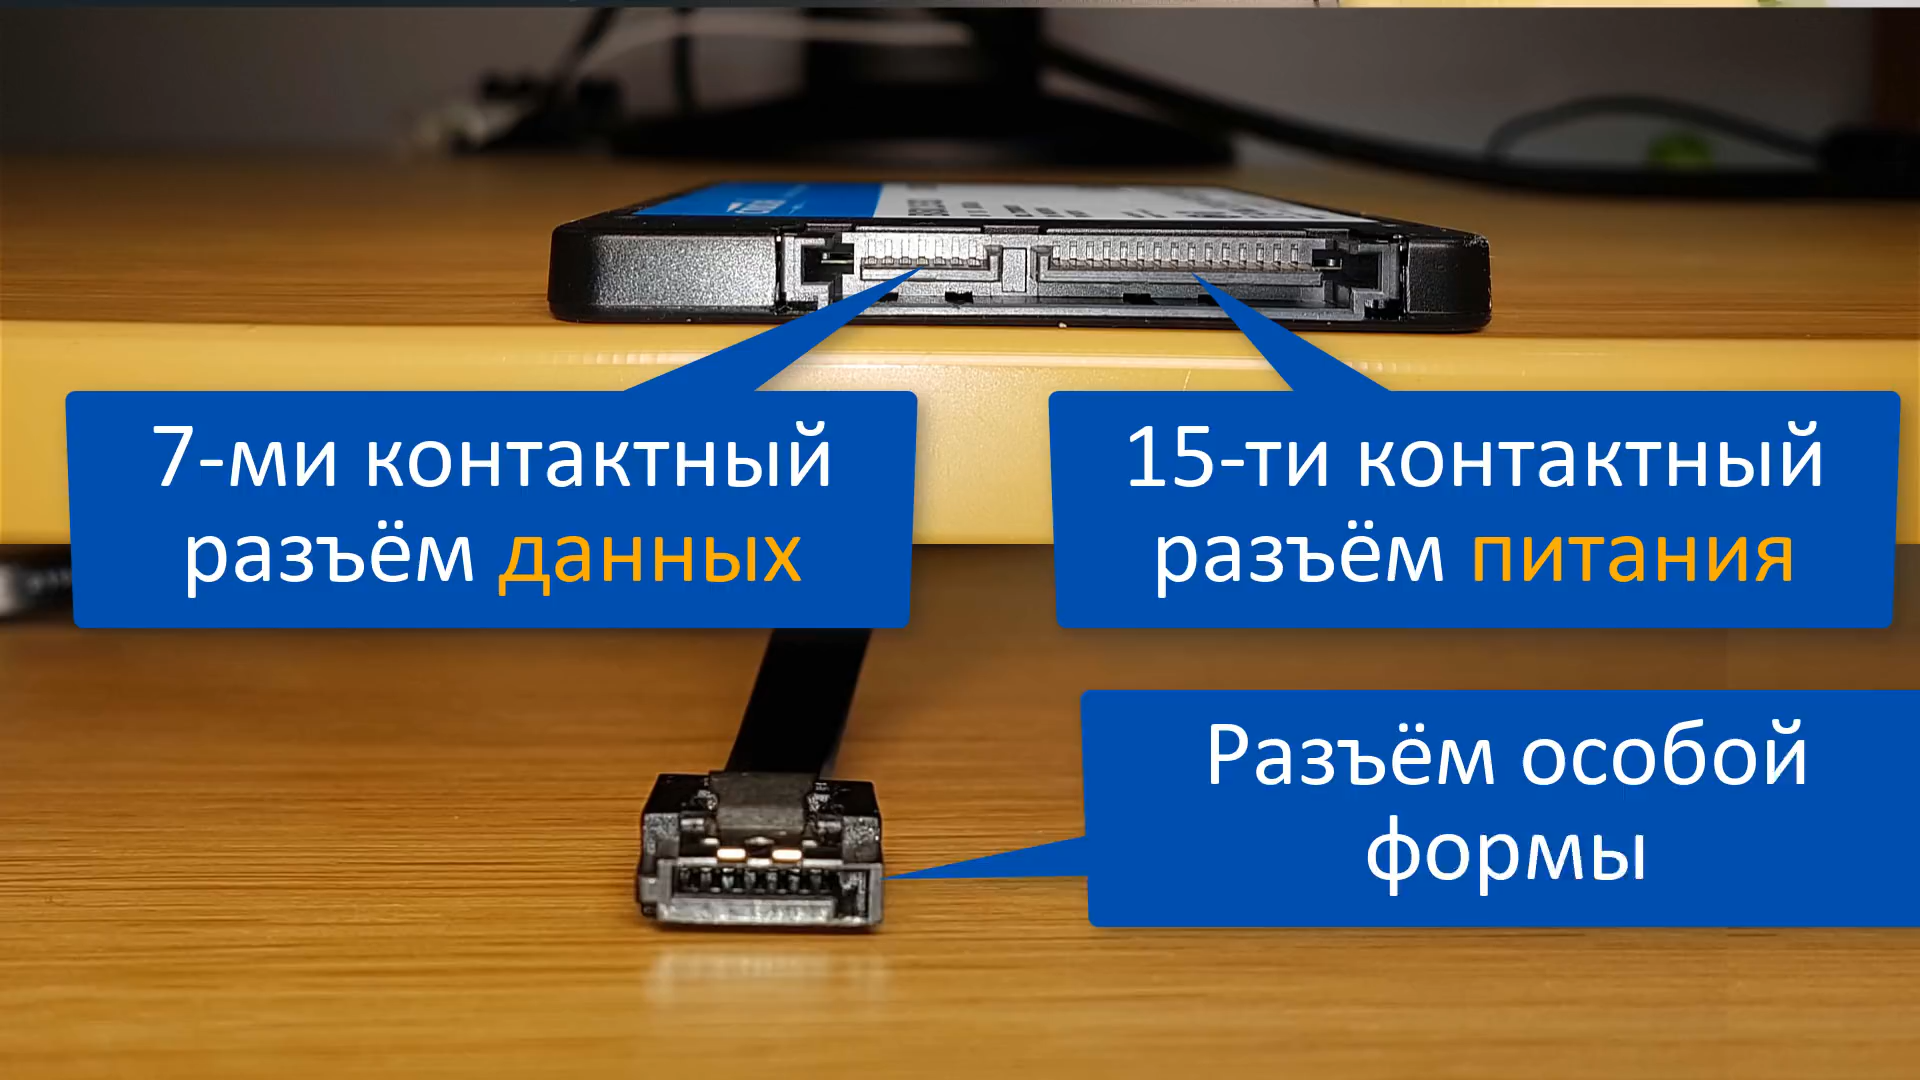 7-ми контактный
разъём данных
15-ти контактный
разъём питания
Разъём особой
формы